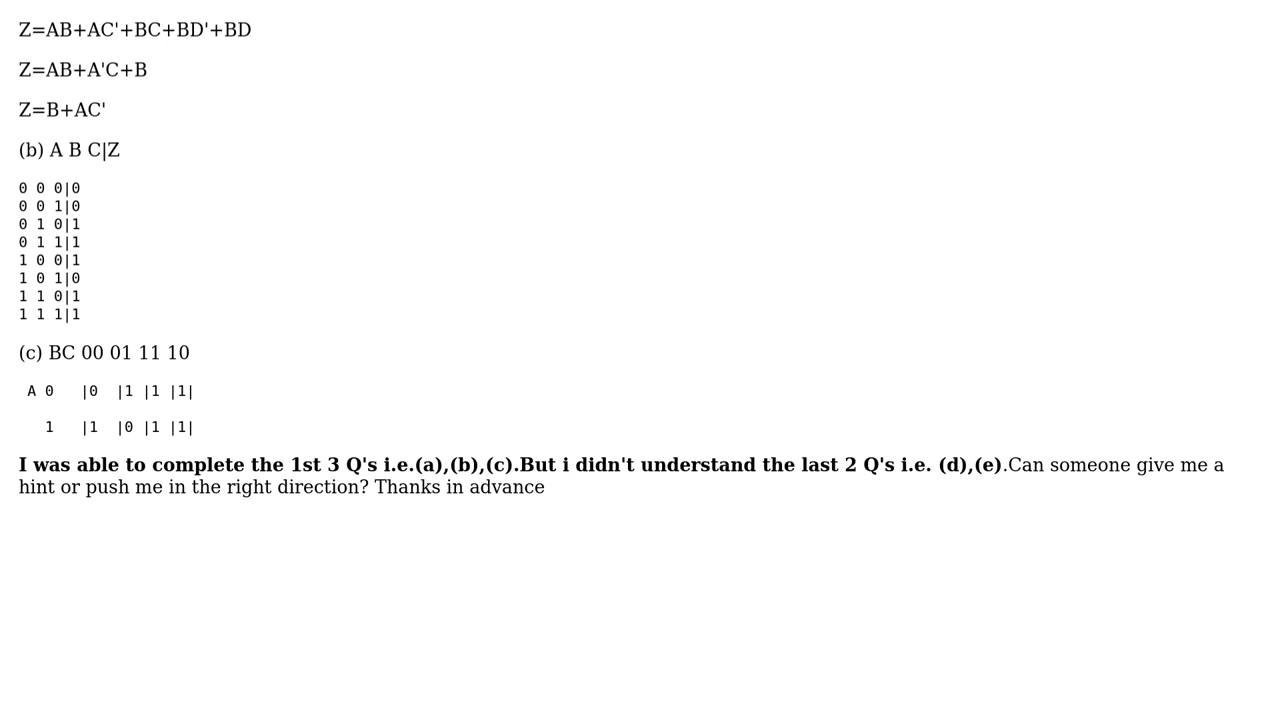 Z=AB+AC'+BC+BD'+BD
Z=AB+A'C+B
Z=B+AC'
(b) A B C|Z
0 0 0|0
0 0 1|0
0 1 0|1
0 1 1|1
1 0 0|1
1 0 1|0
1 1 0|1
1 1 1|1
(c) BC 00 01 11 10
A 0 |0 |1 |1 |1|
1 |1 |0 |1 |1|
I was able to complete the 1st 3 Q's i.e.(a),(b),(c).But i didn't understand the last 2 Q's i.e. (d),(e).Can someone give me a
hint or push me in the right direction? Thanks in advance